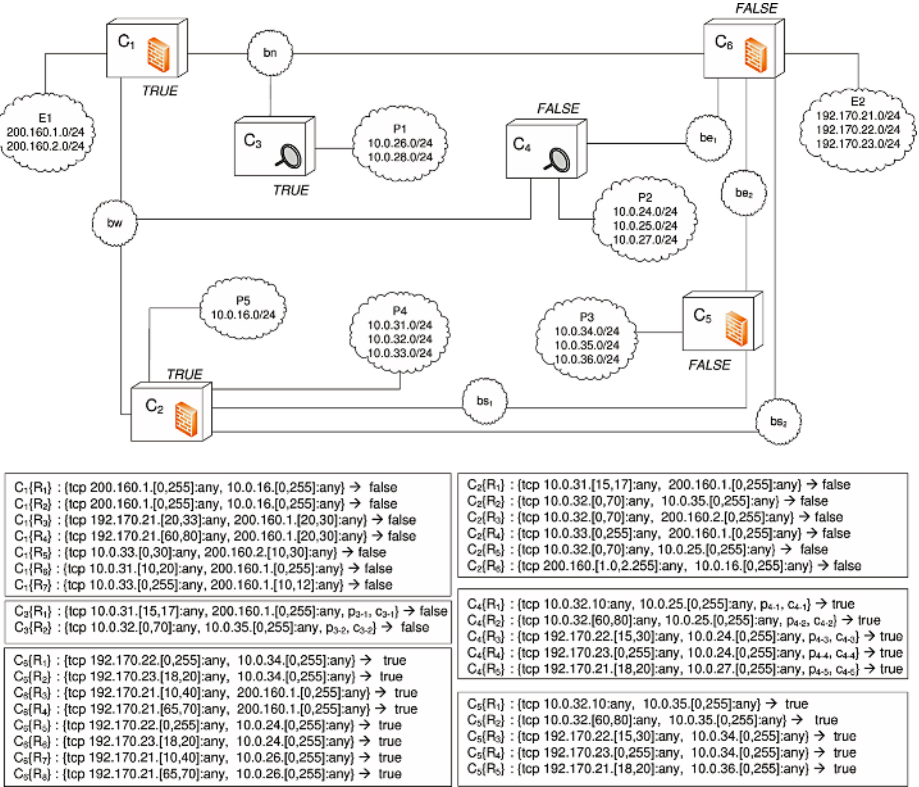 FALSE
C1
bn
C6
TRUE
E1
200.160.1.0/24
200.160.2.0/24
C3
TRUE
P1
10.0.26.0/24
10.0.28.0/24
FALSE
C4
be1
E2
192.170.21.0/24
192.170.22.0/24
192.170.23.0/24
be2
bw
P2
10.0.24.0/24
10.0.25.0/24
10.0.27.0/24
P5
10.0.16.0/24
P4
10.0.31.0/24
10.0.32.0/24
10.0.33.0/24
P3
10.0.34.0/24
10.0.35.0/24
10.0.36.0/24
C5
FALSE
TRUE
C2
bs1
bs2
C1{R1} : {tcp 200.160.1.[0,255]:any, 10.0.16.[0,255]:any} → false
C1{R2} : {tcp 200.160.1.[0,255]:any, 10.0.16.[0,255]:any} → false
C1{R3} : {tcp 192.170.21.[20,33]:any, 200.160.1.[20,30]:any} → false
C1{R4} : {tcp 192.170.21.[60,80]:any, 200.160.1.[20,30]:any} → false
C1{R5} : {tcp 10.0.33.[0,30]:any, 200.160.2.[10,30]:any} → false
C1{R6} : {tcp 10.0.31.[10,20]:any, 200.160.1.[0,255]:any} → false
C1{R7} : {tcp 10.0.33.[0,255]:any, 200.160.1.[10,12]:any} → false
C3{R1} : {tcp 10.0.31.[15,17]:any, 200.160.1.[0,255]:any, p3-1, c3-1} → false
C3{R2} : {tcp 10.0.32.[0,70]:any, 10.0.35.[0,255]:any, p3-2, c3-2} → false
C6{R1} : {tcp 192.170.22.[0,255]:any, 10.0.34.[0,255]:any} → true
C6{R2} : {tcp 192.170.23.[18,20]:any, 10.0.34.[0,255]:any} → true
C6{R3} : {tcp 192.170.21.[10,40]:any, 200.160.1.[0,255]:any} → true
C6{R4} : {tcp 192.170.21.[65,70]:any, 200.160.1.[0,255]:any} → true
C6{R5} : {tcp 192.170.22.[0,255]:any, 10.0.24.[0,255]:any} → true
C6{R6} : {tcp 192.170.23.[18,20]:any, 10.0.24.[0,255]:any} → true
C6{R7} : {tcp 192.170.21.[10,40]:any, 10.0.26.[0,255]:any} → true
C6{R8} : {tcp 192.170.21.[65,70]:any, 10.0.26.[0,255]:any} → true
C2{R1} : {tcp 10.0.31.[15,17]:any, 200.160.1.[0,255]:any} → false
C2{R2} : {tcp 10.0.32.[0,70]:any, 10.0.35.[0,255]:any} → false
C2{R3} : {tcp 10.0.32.[0,70]:any, 200.160.2.[0,255]:any} → false
C2{R4} : {tcp 10.0.33.[0,255]:any, 200.160.1.[0,255]:any} → false
C2{R5} : {tcp 10.0.32.[0,70]:any, 10.0.25.[0,255]:any} → false
C2{R6} : {tcp 200.160.[1.0,2.255]:any, 10.0.16.[0,255]:any} → false
C4{R1} : {tcp 10.0.32.10:any, 10.0.25.[0,255]:any, p4-1, c4-1} → true
C4{R2} : {tcp 10.0.32.[60,80]:any, 10.0.25.[0,255]:any, p4-2, c4-2} → true
C4{R3} : {tcp 192.170.22.[15,30]:any, 10.0.24.[0,255]:any, p4-3, c4-3} → true
C4{R4} : {tcp 192.170.23.[0,255]:any, 10.0.24.[0,255]:any, p4-4, c4-4} → true
C4{R5} : {tcp 192.170.21.[18,20]:any, 10.0.27.[0,255]:any, p4-5, c4-5} → true
C5{R1} : {tcp 10.0.32.10:any, 10.0.35.[0,255]:any} → true
C5{R2} : {tcp 10.0.32.[60,80]:any, 10.0.35.[0,255]:any} → true
C5{R3} : {tcp 192.170.22.[15,30]:any, 10.0.34.[0,255]:any} → true
C5{R4} : {tcp 192.170.23.[0,255]:any, 10.0.34.[0,255]:any} → true
C5{R5} : {tcp 192.170.21.[18,20]:any, 10.0.36.[0,255]:any} → true